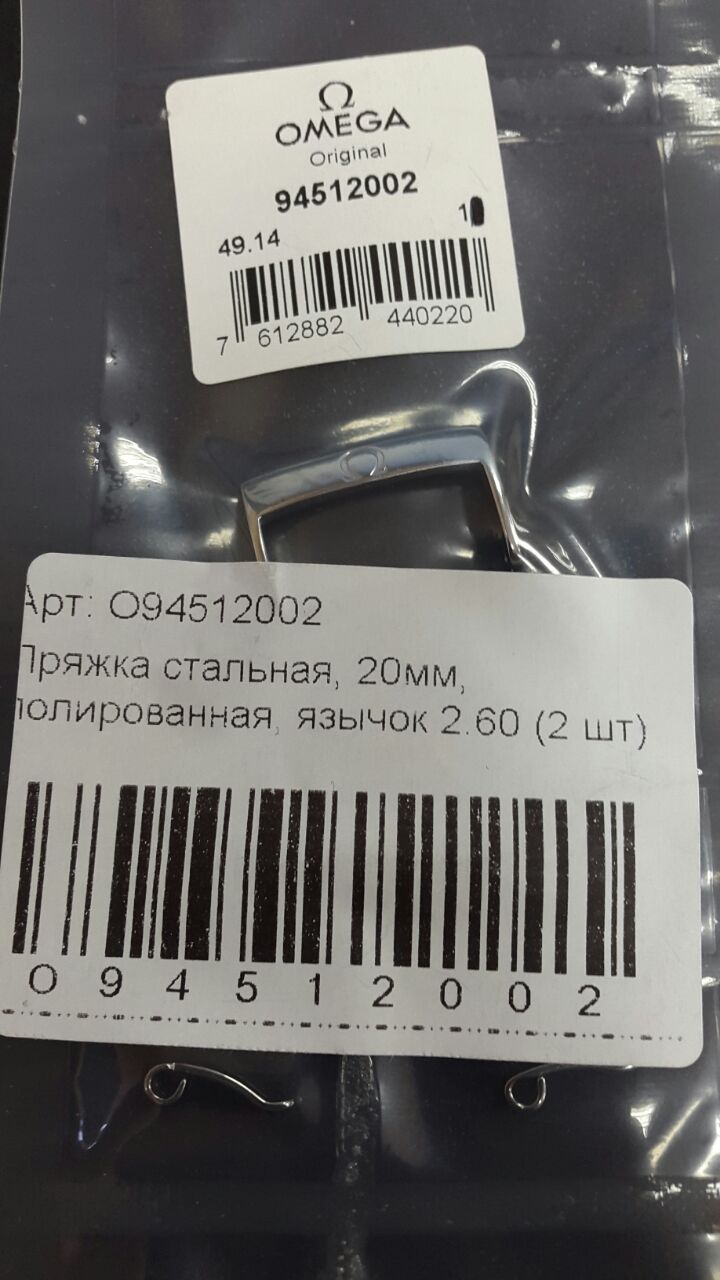 Ω
OMEGA
Original
94512002
49.14
7 612882 440220
Арт: O94512002
Пряжка стальная, 20мм,
полированная, язычок 2.60 (2 шт)
O94512002